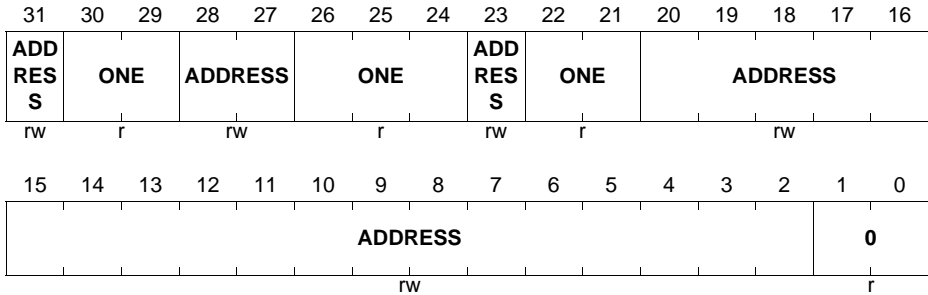 31 30 29 28 27 26 25 24 23 22 21 20 19 18 17 16
ADD
RES
S ONE ADDRESS ONE ADD
RES
S ONE ADDRESS
rw r rw r rw r rw
15 14 13 12 11 10 9 8 7 6 5 4 3 2 1 0
ADDRESS 0
rw r